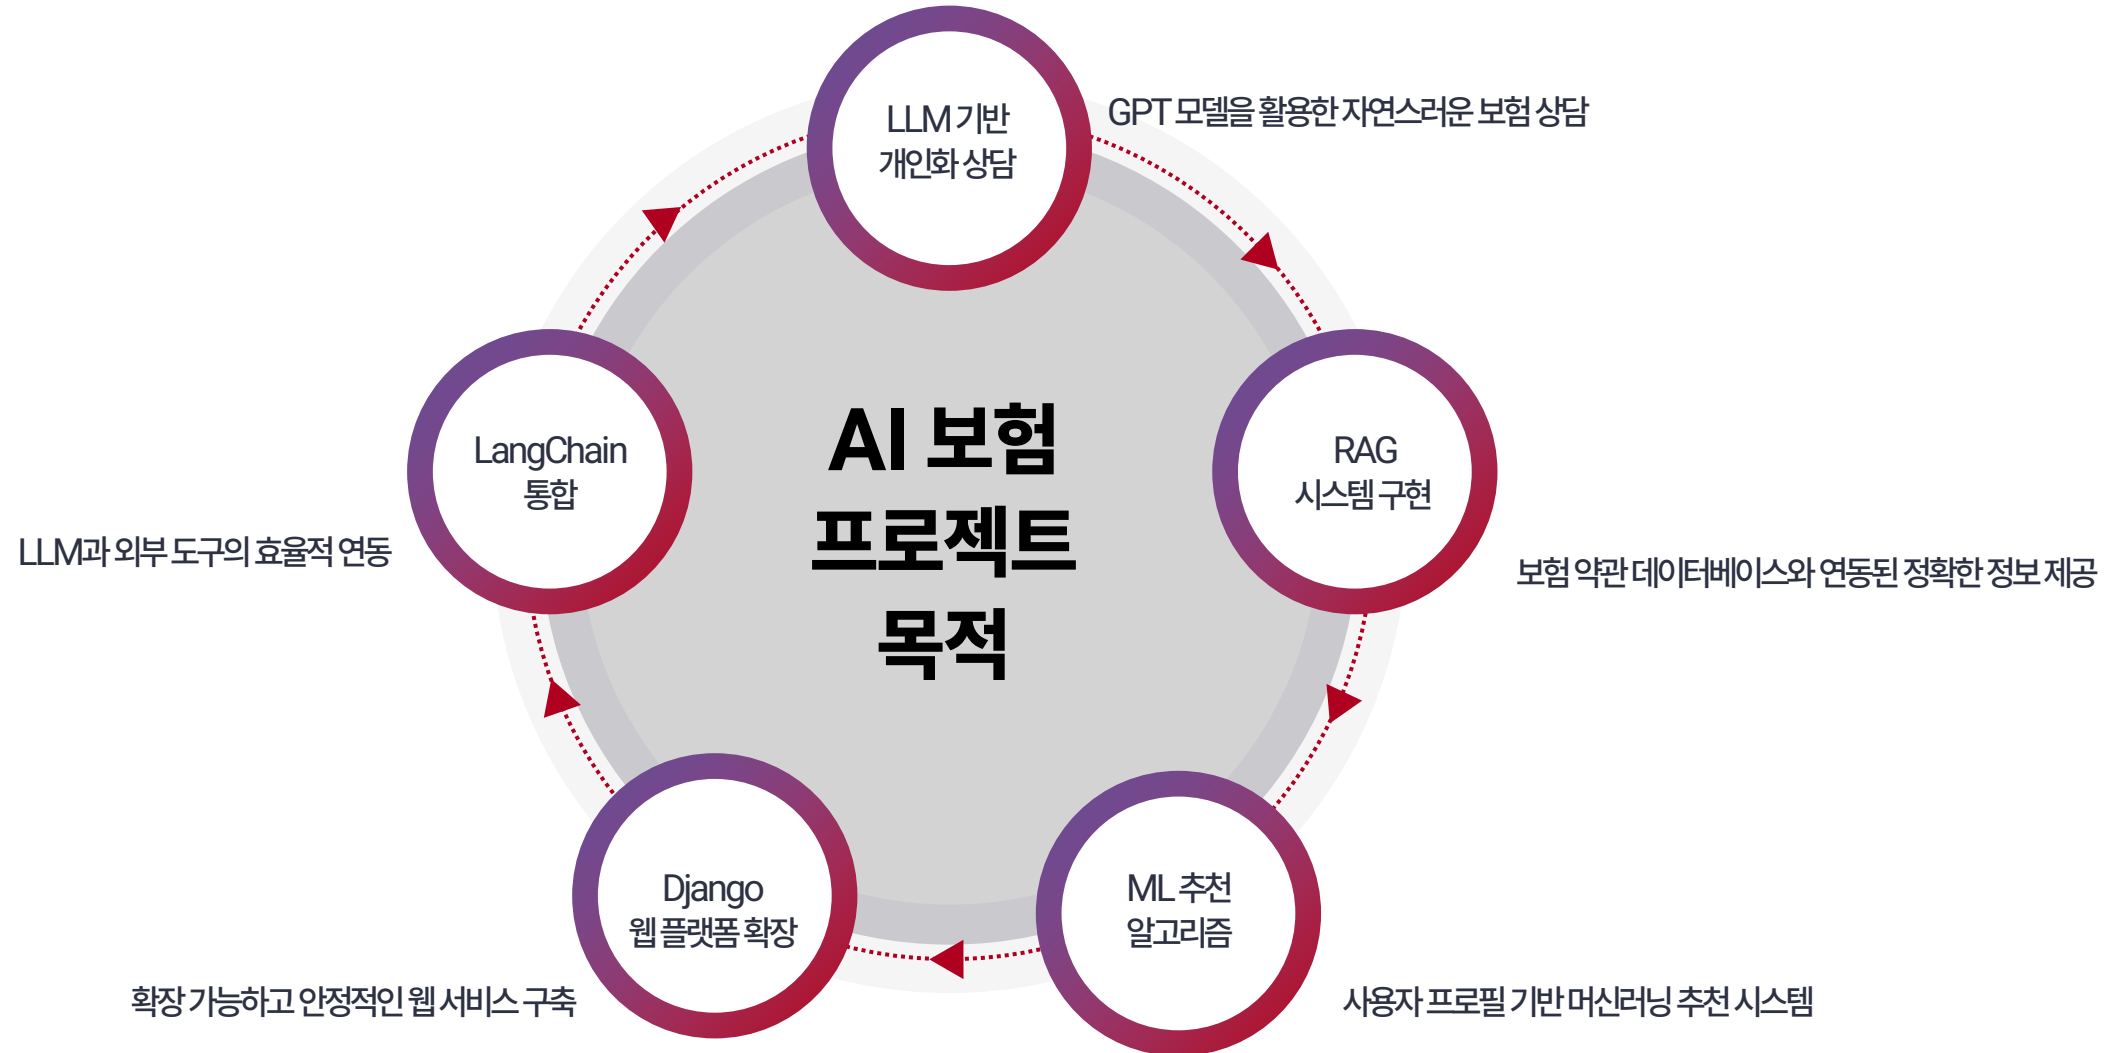 LLM 기반
개인화 상담
GPT 모델을 활용한 자연스러운 보험 상담
RAG
시스템 구현
보험 약관 데이터베이스와 연동된 정확한 정보 제공
ML 추천
알고리즘
사용자 프로필 기반 머신러닝 추천 시스템
Django
웹 플랫폼 확장
확장 가능하고 안정적인 웹 서비스 구축
LangChain
통합
LLM과 외부 도구의 효율적 연동
AI 보험
프로젝트
목적